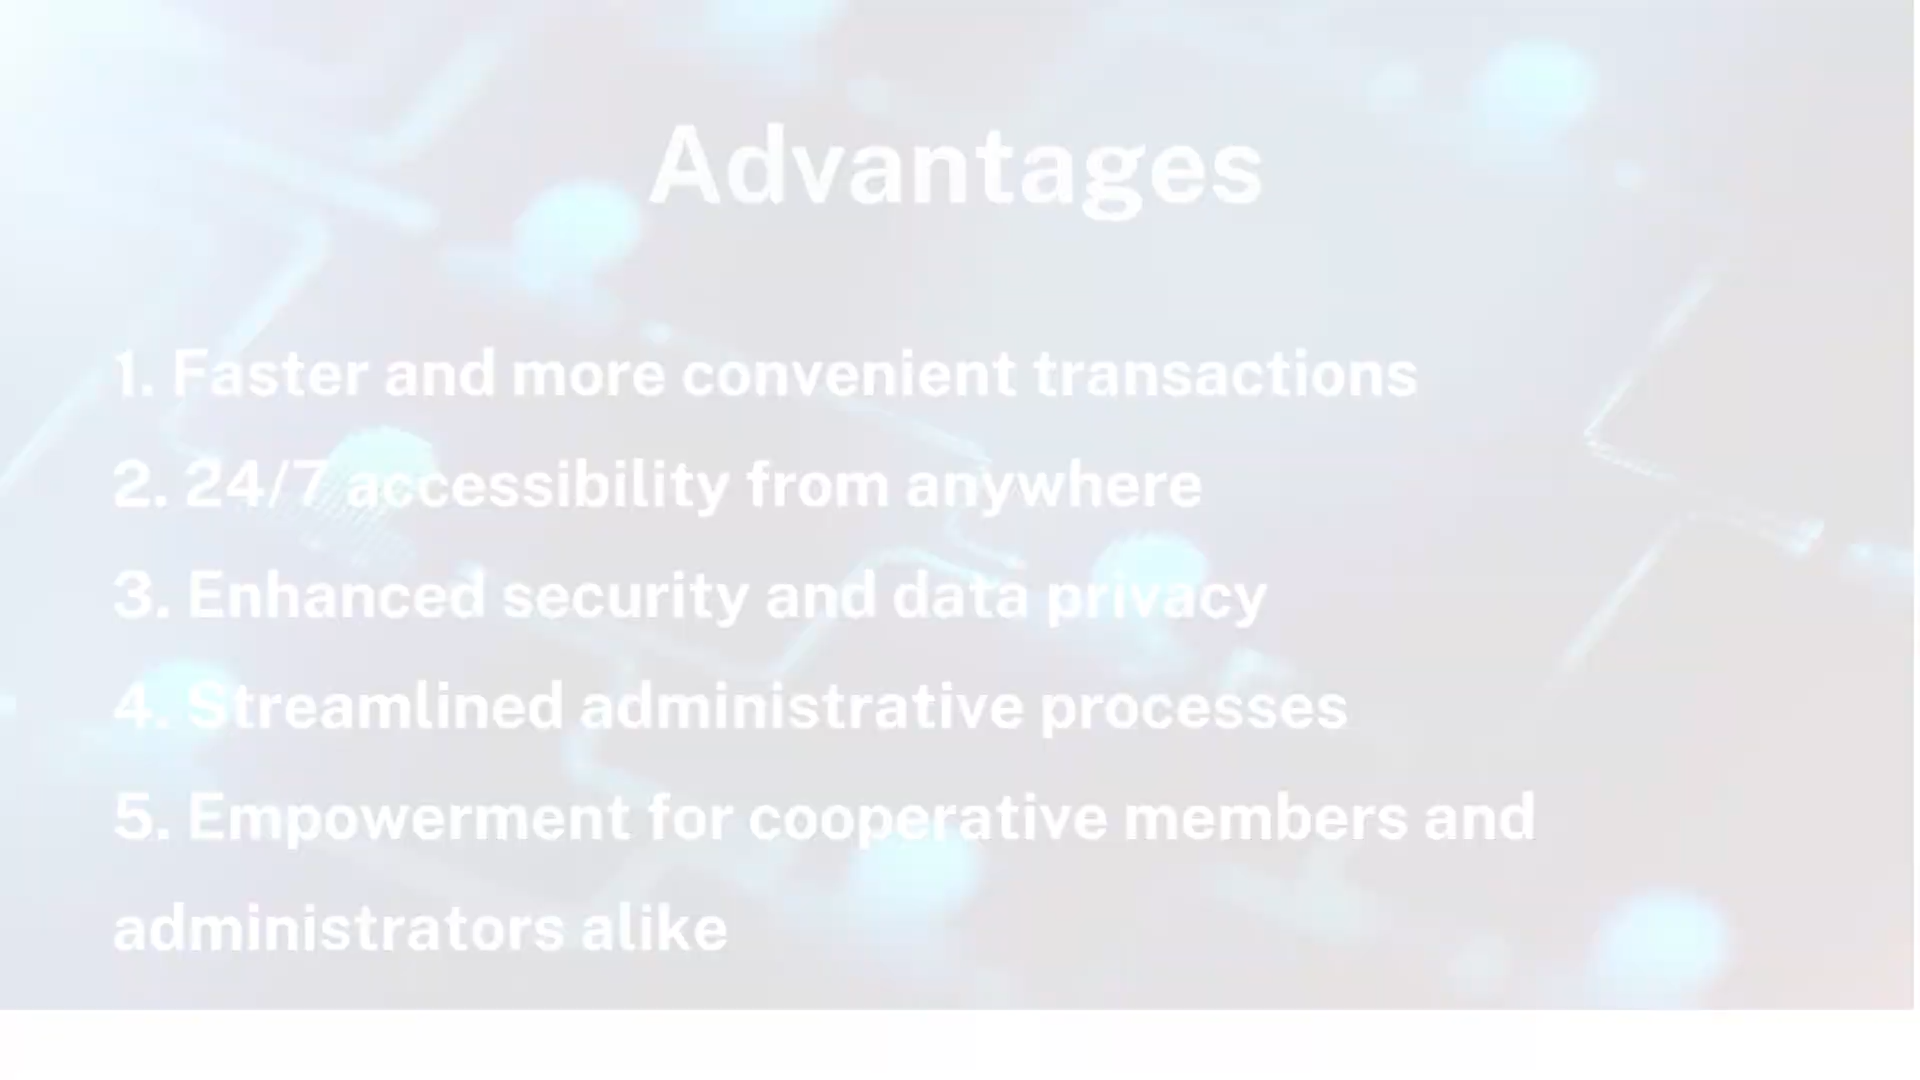 Advantages
1. Faster and more convenient transactions
2. 24/7 accessibility from anywhere
3. Enhanced security and data privacy
4. Streamlined administrative processes
5. Empowerment for cooperative members and
administrators alike